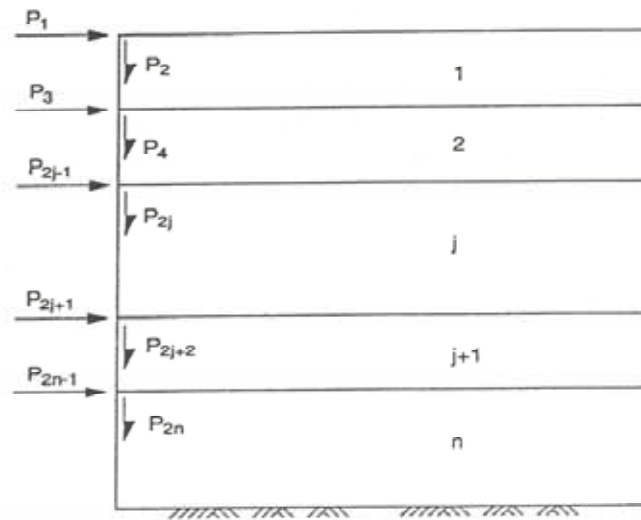 P₁
P₂ 1
P₃
P₄ 2
P₂ⱼ₋₁
P₂ⱼ j
P₂ⱼ₊₁
P₂ⱼ₊₂ j+1
P₂ₙ₋₁
P₂ₙ n